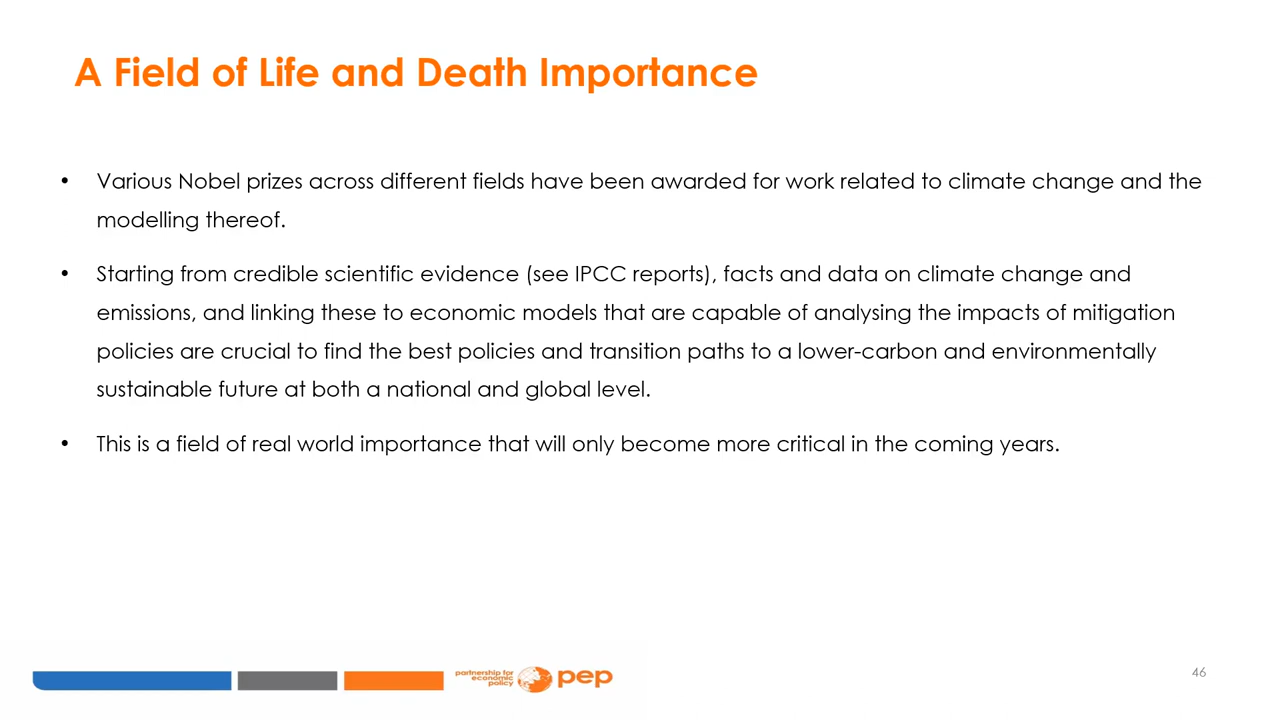 A Field of Life and Death Importance
• Various Nobel prizes across different fields have been awarded for work related to climate change and the
modelling thereof.
• Starting from credible scientific evidence (see IPCC reports), facts and data on climate change and
emissions, and linking these to economic models that are capable of analysing the impacts of mitigation
policies are crucial to find the best policies and transition paths to a lower-carbon and environmentally
sustainable future at both a national and global level.
• This is a field of real world importance that will only become more critical in the coming years.
partnership for
economic
policy
pep
46